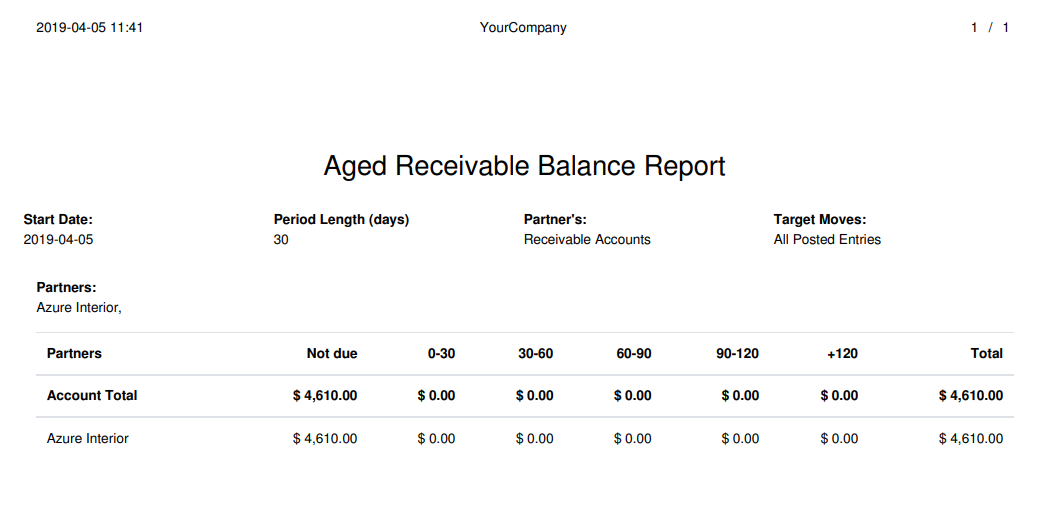 2019-04-05 11:41 YourCompany 1 / 1
Aged Receivable Balance Report
Start Date: Period Length (days) Partner's: Target Moves:
2019-04-05 30 Receivable Accounts All Posted Entries
Partners:
Azure Interior,
Partners Not due 0-30 30-60 60-90 90-120 +120 Total
Account Total $ 4,610.00 $ 0.00 $ 0.00 $ 0.00 $ 0.00 $ 0.00 $ 4,610.00
Azure Interior $ 4,610.00 $ 0.00 $ 0.00 $ 0.00 $ 0.00 $ 0.00 $ 4,610.00